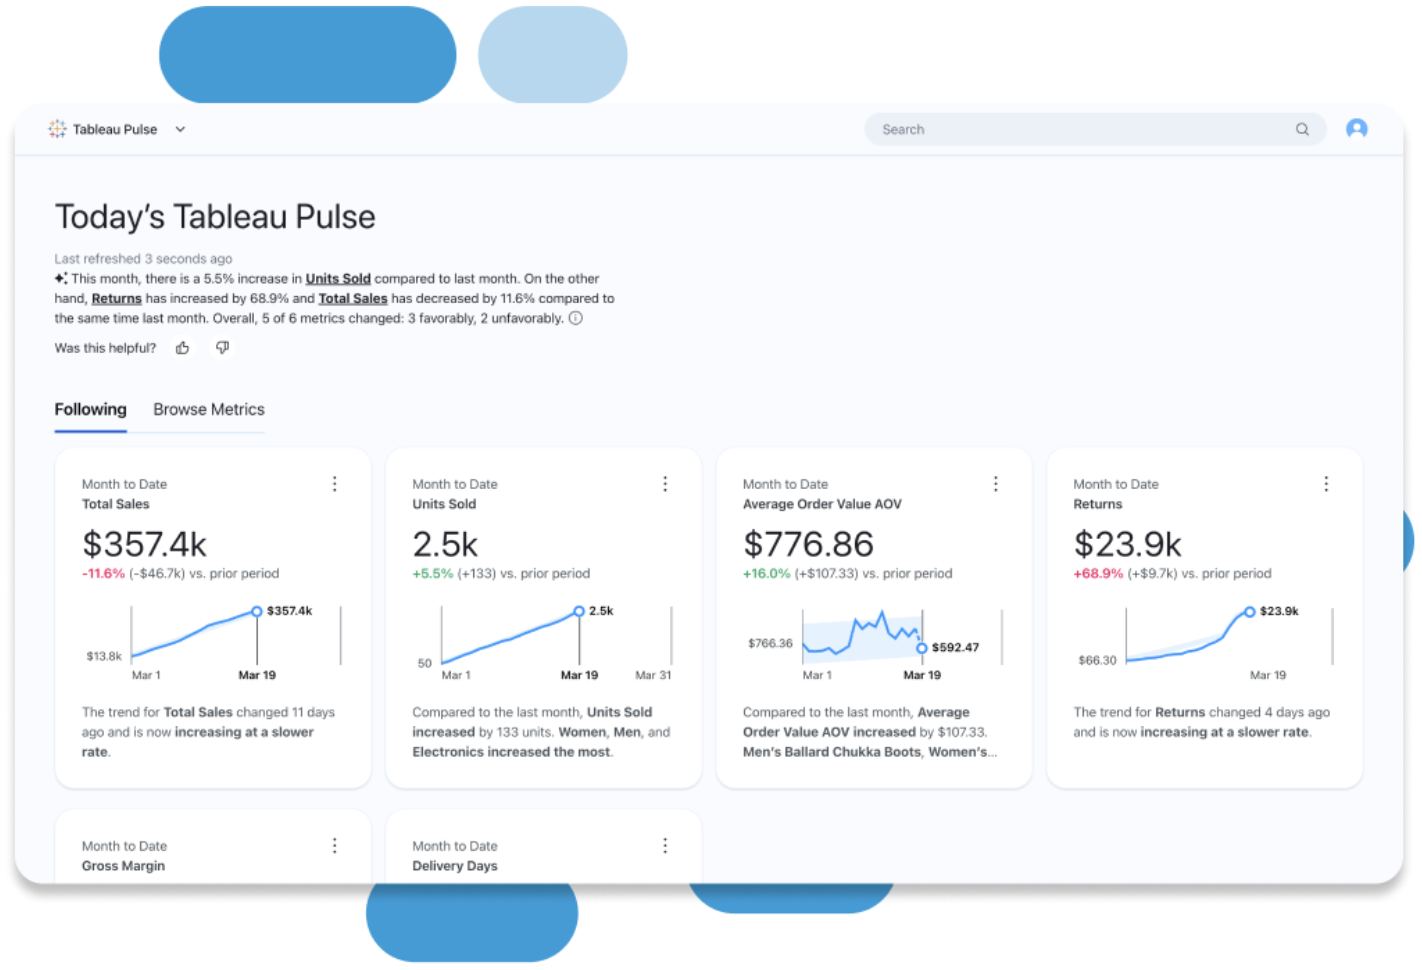 Tableau Pulse
Search
Today’s Tableau Pulse
Last refreshed 3 seconds ago
This month, there is a 5.5% increase in Units Sold compared to last month. On the other
hand, Returns has increased by 68.9% and Total Sales has decreased by 11.6% compared to
the same time last month. Overall, 5 of 6 metrics changed: 3 favorably, 2 unfavorably.
Was this helpful?
Following
Browse Metrics
Month to Date
Total Sales
$357.4k
-11.6% (-$46.7k) vs. prior period
$357.4k
$13.8k
Mar 1
Mar 19
The trend for Total Sales changed 11 days
ago and is now increasing at a slower
rate.
Month to Date
Units Sold
2.5k
+5.5% (+133) vs. prior period
2.5k
50
Mar 1
Mar 19
Mar 31
Compared to the last month, Units Sold
increased by 133 units. Women, Men, and
Electronics increased the most.
Month to Date
Average Order Value AOV
$776.86
+16.0% (+$107.33) vs. prior period
$766.36
$592.47
Mar 1
Mar 19
Compared to the last month, Average
Order Value AOV increased by $107.33.
Men’s Ballard Chukka Boots, Women’s...
Month to Date
Returns
$23.9k
+68.9% (+$9.7k) vs. prior period
$23.9k
$66.30
Mar 19
The trend for Returns changed 4 days ago
and is now increasing at a slower rate.
Month to Date
Gross Margin
Month to Date
Delivery Days